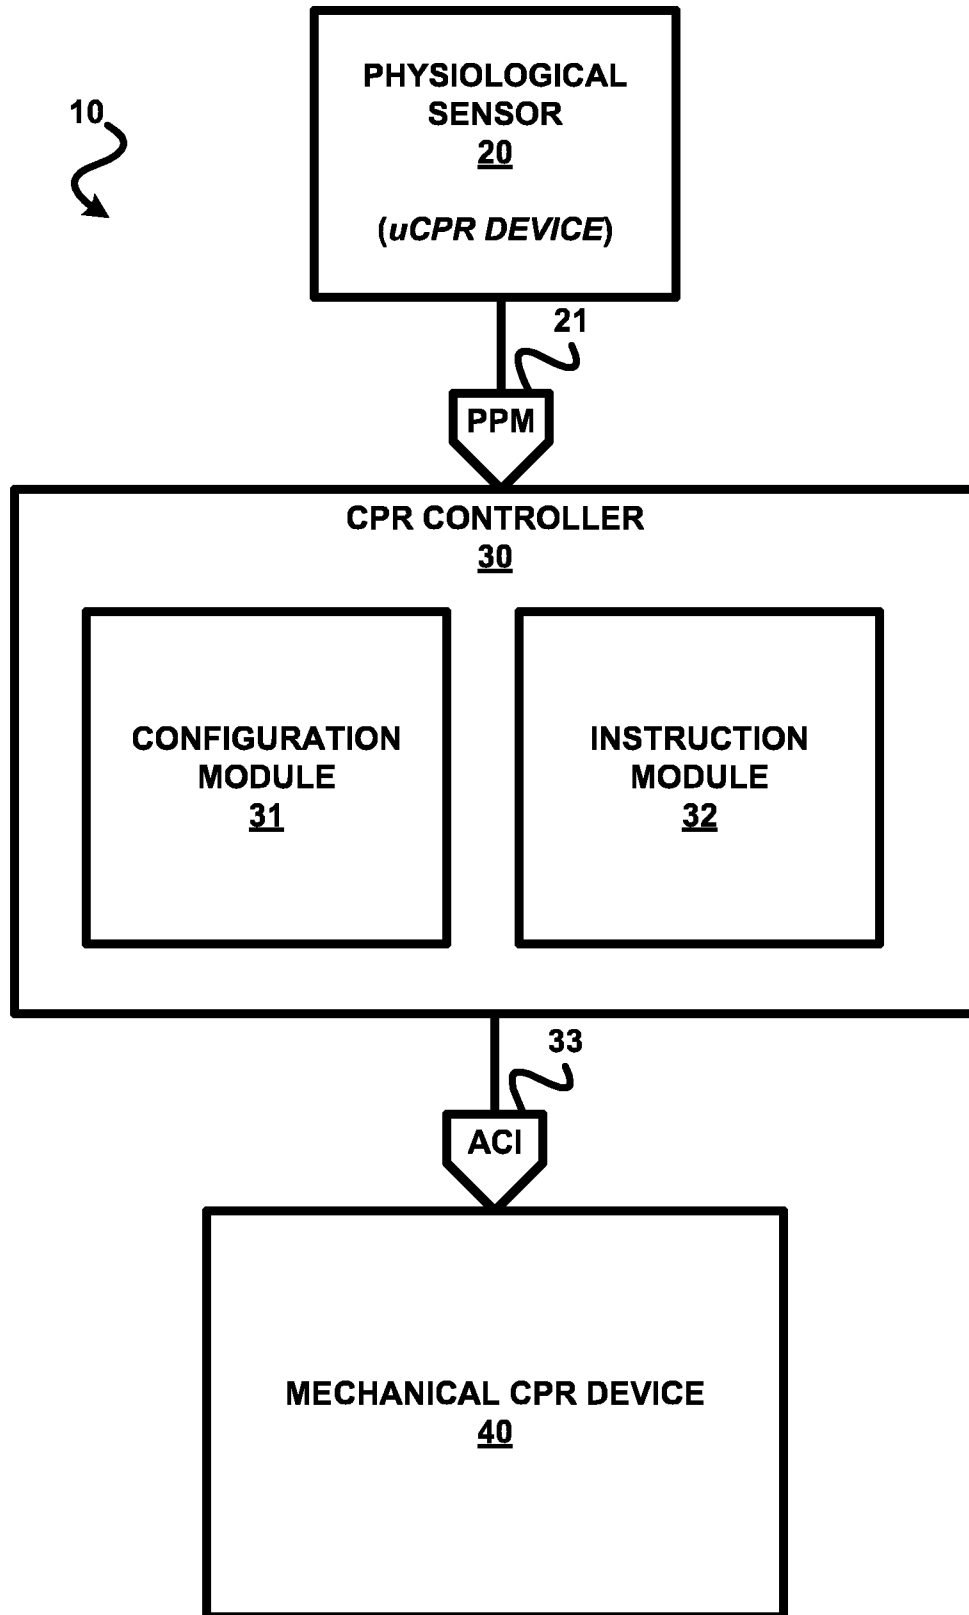 PHYSIOLOGICAL
SENSOR
20
(uCPR DEVICE)
10
21
PPM
CPR CONTROLLER
30
CONFIGURATION
MODULE
31
INSTRUCTION
MODULE
32
33
ACI
MECHANICAL CPR DEVICE
40